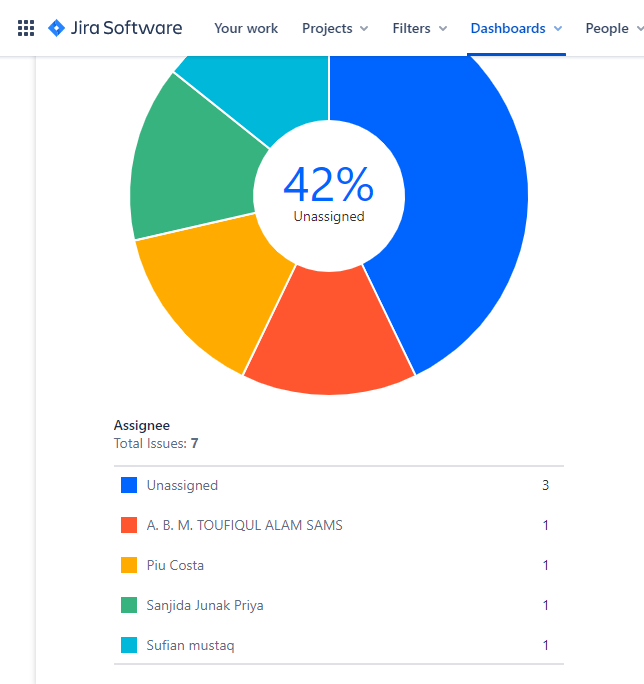 Jira Software Your work Projects Filters Dashboards People
42%
Unassigned
Assignee
Total Issues: 7
Unassigned 3
A. B. M. TOUFIQUL ALAM SAMS 1
Piu Costa 1
Sanjida Junak Priya 1
Sufian mustaq 1